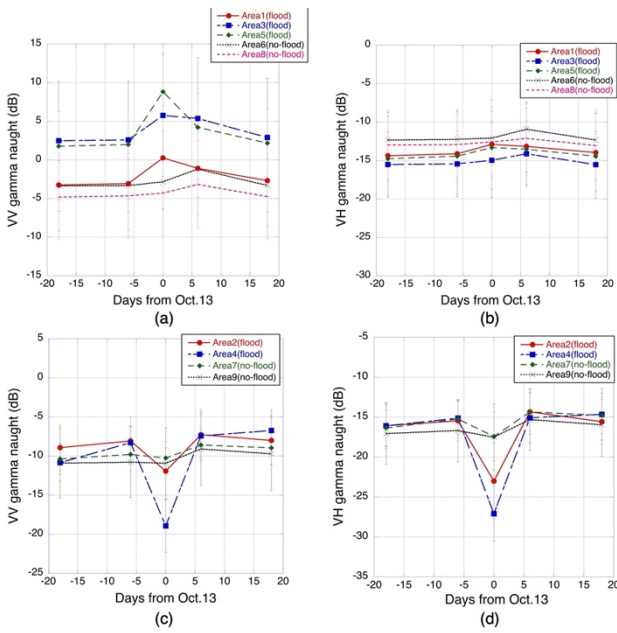 Area1(flood)
Area3(flood)
Area5(flood)
Area6(no-flood)
Area8(no-flood)
15
10
5
0
-5
-10
-15
VV gamma naught (dB)
-20 -15 -10 -5 0 5 10 15 20
Days from Oct.13
(a)
Area1(flood)
Area3(flood)
Area5(flood)
Area6(no-flood)
Area8(no-flood)
0
-5
-10
-15
-20
-25
-30
VH gamma naught (dB)
-20 -15 -10 -5 0 5 10 15 20
Days from Oct.13
(b)
Area2(flood)
Area4(flood)
Area7(no-flood)
Area9(no-flood)
5
0
-5
-10
-15
-20
-25
VV gamma naught (dB)
-20 -15 -10 -5 0 5 10 15 20
Days from Oct.13
(c)
Area2(flood)
Area4(flood)
Area7(no-flood)
Area9(no-flood)
-5
-10
-15
-20
-25
-30
-35
VH gamma naught (dB)
-20 -15 -10 -5 0 5 10 15 20
Days from Oct.13
(d)